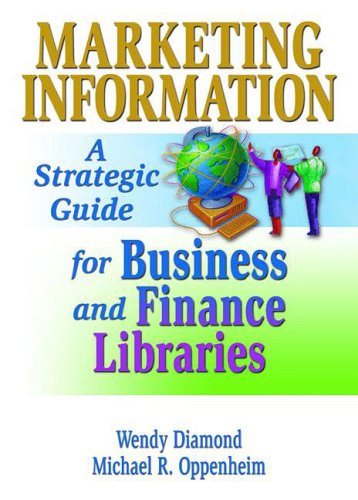 MARKETING
INFORMATION
A
Strategic
Guide
for Business
and Finance
Libraries
Wendy Diamond
Michael R. Oppenheim